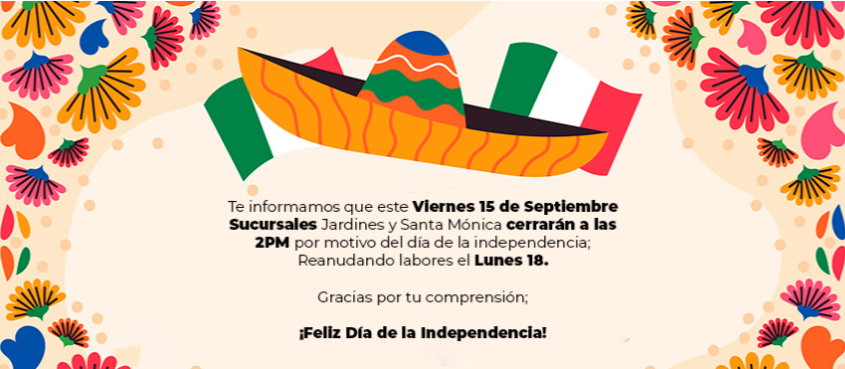 Te informamos que este Viernes 15 de Septiembre
Sucursales Jardines y Santa Mónica cerrarán a las
2PM por motivo del día de la independencia;
Reanudando labores el Lunes 18.
Gracias por tu comprensión;
¡Feliz Día de la Independencia!